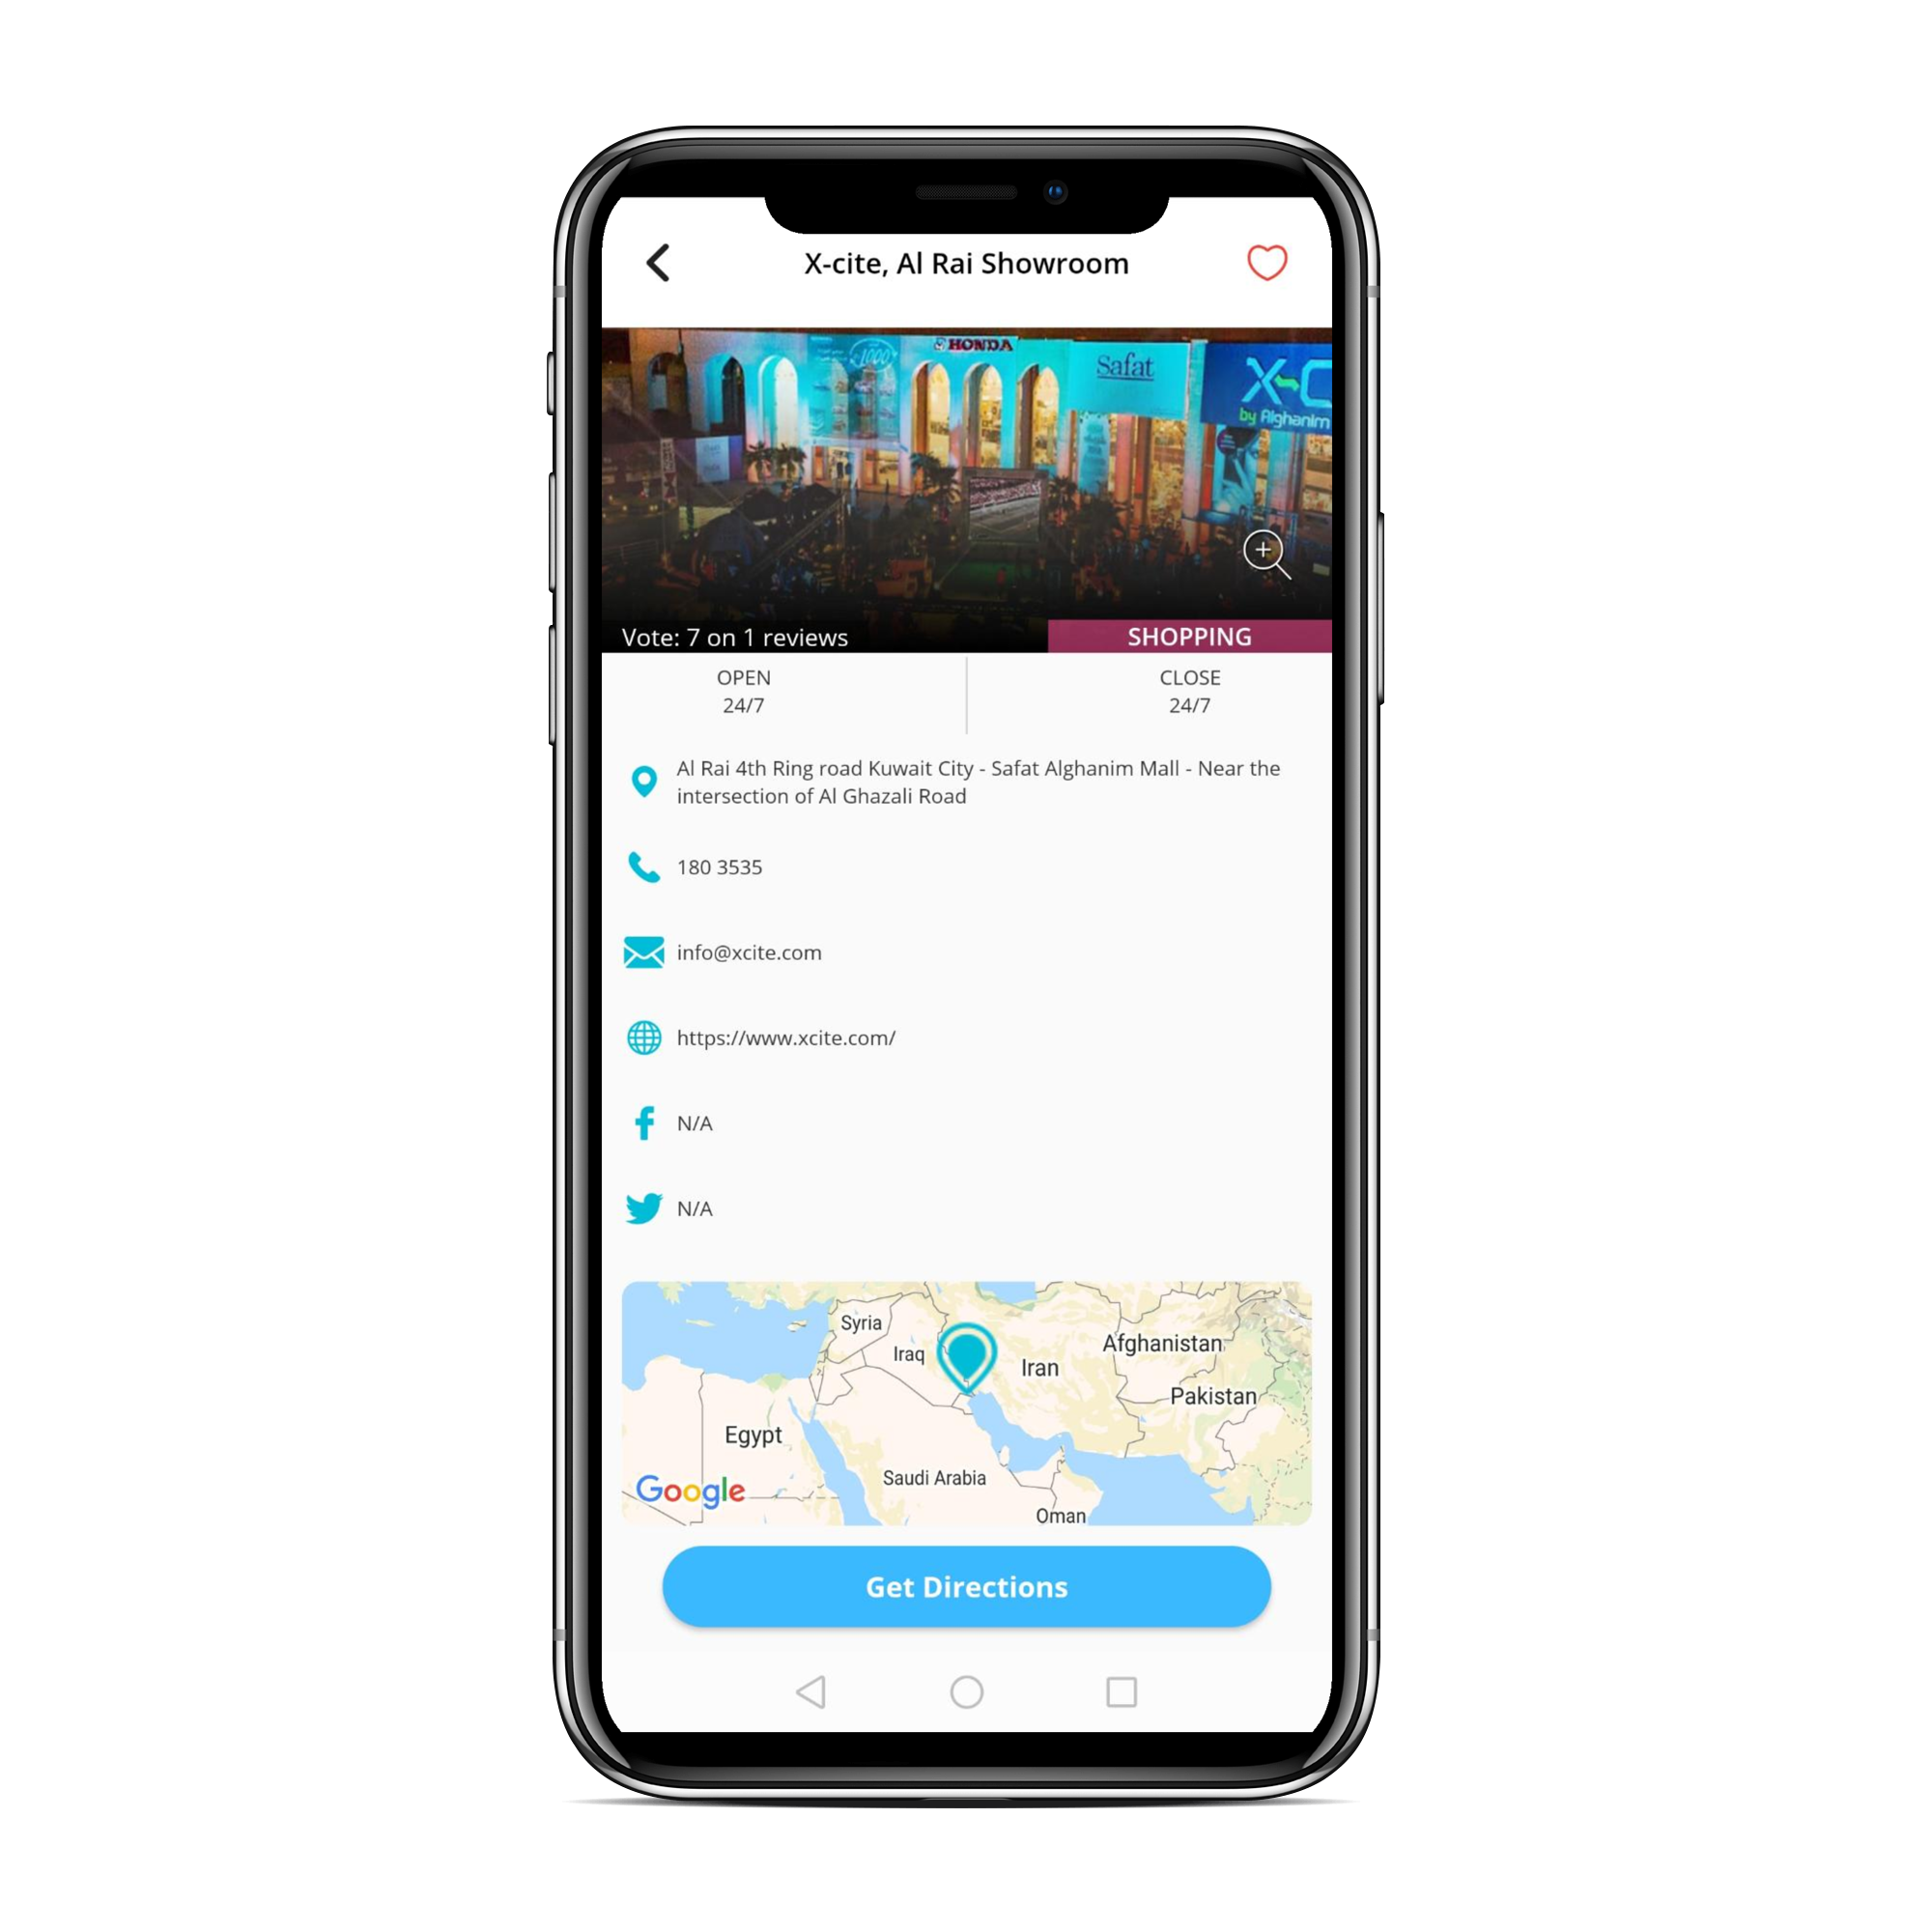 X-cite, Al Rai Showroom
1000
HONDA
Safat
X-C
by Alghanim
Vote: 7 on 1 reviews
SHOPPING
OPEN
CLOSE
24/7
24/7
Al Rai 4th Ring road Kuwait City - Safat Alghanim Mall - Near the
intersection of Al Ghazali Road
180 3535
info@xcite.com
https://www.xcite.com/
N/A
N/A
Syria
Afghanistan
Iraq
Iran
Pakistan
Egypt
Saudi Arabia
Google
Oman
Get Directions